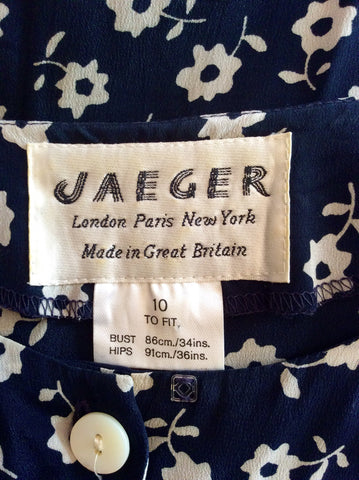 JAEGER
London Paris New York
Made in Great Britain
10
TO FIT,
BUST 86cm./34ins.
HIPS 91cm./36ins.